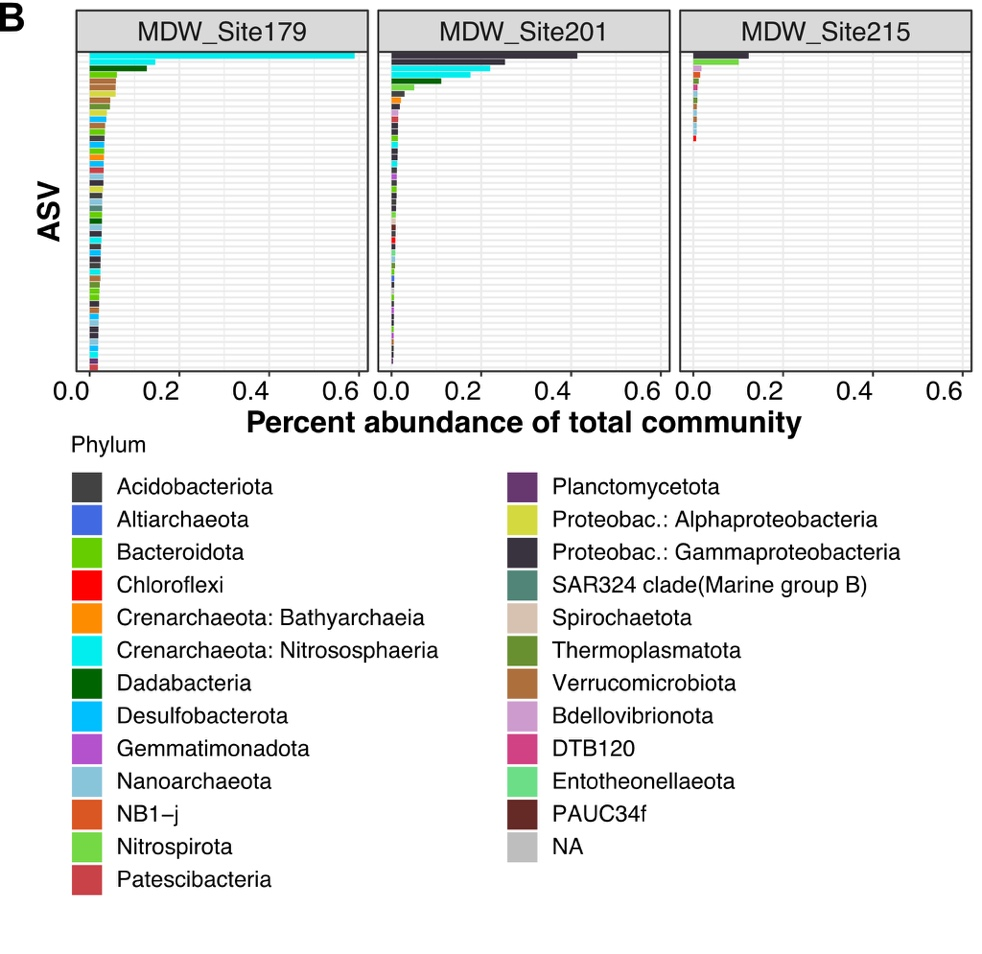 B
MDW_Site179
MDW_Site201
MDW_Site215
ASV
0.0 0.2 0.4 0.6 0.0 0.2 0.4 0.6 0.0 0.2 0.4 0.6
Percent abundance of total community
Phylum
Acidobacteriota
Altiarchaeota
Bacteroidota
Chloroflexi
Crenarchaeota: Bathyarchaeia
Crenarchaeota: Nitrososphaeria
Dadabacteria
Desulfobacterota
Gemmatimonadota
Nanoarchaeota
NB1−j
Nitrospirota
Patescibacteria
Planctomycetota
Proteobac.: Alphaproteobacteria
Proteobac.: Gammaproteobacteria
SAR324 clade(Marine group B)
Spirochaetota
Thermoplasmatota
Verrucomicrobiota
Bdellovibrionota
DTB120
Entotheonellaeota
PAUC34f
NA